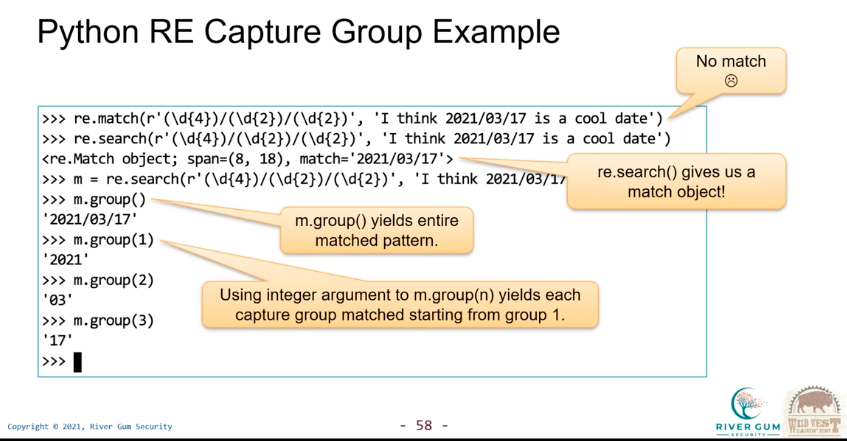 Python RE Capture Group Example
No match
☹
>>> re.match(r'(\d{4})/(\d{2})/(\d{2})', 'I think 2021/03/17 is a cool date')
>>> re.search(r'(\d{4})/(\d{2})/(\d{2})', 'I think 2021/03/17 is a cool date')
<re.Match object; span=(8, 18), match='2021/03/17'>
>>> m = re.search(r'(\d{4})/(\d{2})/(\d{2})', 'I think 2021/03/17
re.search() gives us a
match object!
>>> m.group()
'2021/03/17'
m.group() yields entire
matched pattern.
>>> m.group(1)
'2021'
>>> m.group(2)
'03'
Using integer argument to m.group(n) yields each
capture group matched starting from group 1.
>>> m.group(3)
'17'
>>>
Copyright © 2021, River Gum Security
- 58 -
RIVER GUM
SECURITY
WILD WEST